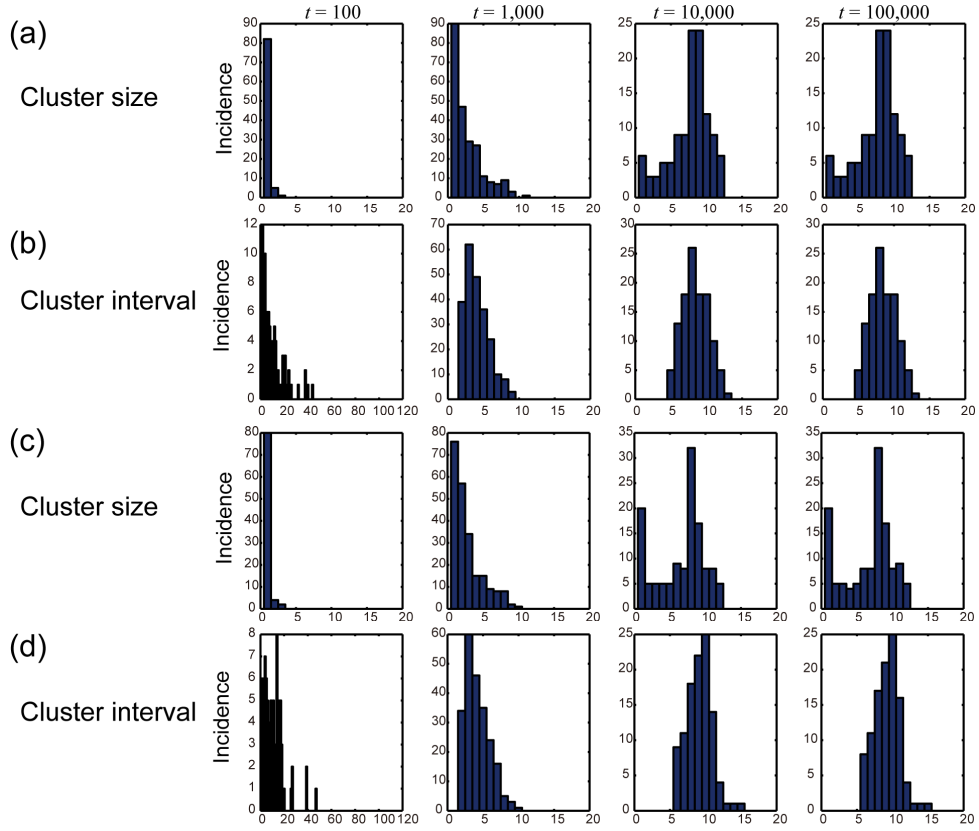 t = 100 t = 1,000 t = 10,000 t = 100,000
(a)
Cluster size
Incidence
90 80 70 60 50 40 30 20 10 0
0 5 10 15 20
90 80 70 60 50 40 30 20 10 0
0 5 10 15 20
25 20 15 10 5 0
0 5 10 15 20
25 20 15 10 5 0
0 5 10 15 20
(b)
Cluster interval
Incidence
12 10 8 6 4 2 0
0 20 40 60 80 100 120
70 60 50 40 30 20 10 0
0 5 10 15 20
30 25 20 15 10 5 0
0 5 10 15 20
30 25 20 15 10 5 0
0 5 10 15 20
(c)
Cluster size
Incidence
80 70 60 50 40 30 20 10 0
0 5 10 15 20
80 70 60 50 40 30 20 10 0
0 5 10 15 20
35 30 25 20 15 10 5 0
0 5 10 15 20
35 30 25 20 15 10 5 0
0 5 10 15 20
(d)
Cluster interval
Incidence
8 7 6 5 4 3 2 1 0
0 20 40 60 80 100 120
60 50 40 30 20 10 0
0 5 10 15 20
25 20 15 10 5 0
0 5 10 15 20
25 20 15 10 5 0
0 5 10 15 20